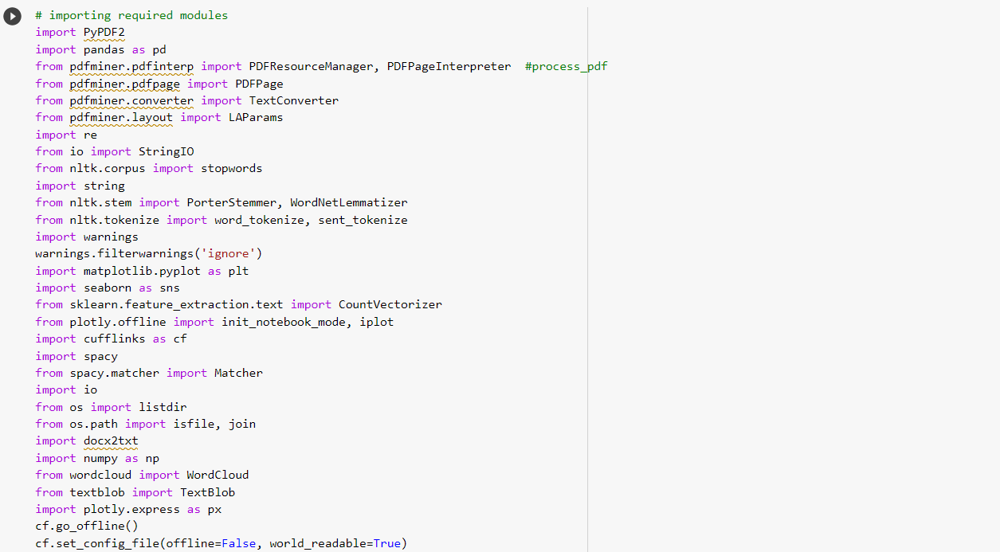 # importing required modules
import PyPDF2
import pandas as pd
from pdfminer.pdfinterp import PDFResourceManager, PDFPageInterpreter  #process_pdf
from pdfminer.pdfpage import PDFPage
from pdfminer.converter import TextConverter
from pdfminer.layout import LAParams
import re
from io import StringIO
from nltk.corpus import stopwords
import string
from nltk.stem import PorterStemmer, WordNetLemmatizer
from nltk.tokenize import word_tokenize, sent_tokenize
import warnings
warnings.filterwarnings('ignore')
import matplotlib.pyplot as plt
import seaborn as sns
from sklearn.feature_extraction.text import CountVectorizer
from plotly.offline import init_notebook_mode, iplot
import cufflinks as cf
import spacy
from spacy.matcher import Matcher
import io
from os import listdir
from os.path import isfile, join
import docx2txt
import numpy as np
from wordcloud import WordCloud
from textblob import TextBlob
import plotly.express as px
cf.go_offline()
cf.set_config_file(offline=False, world_readable=True)